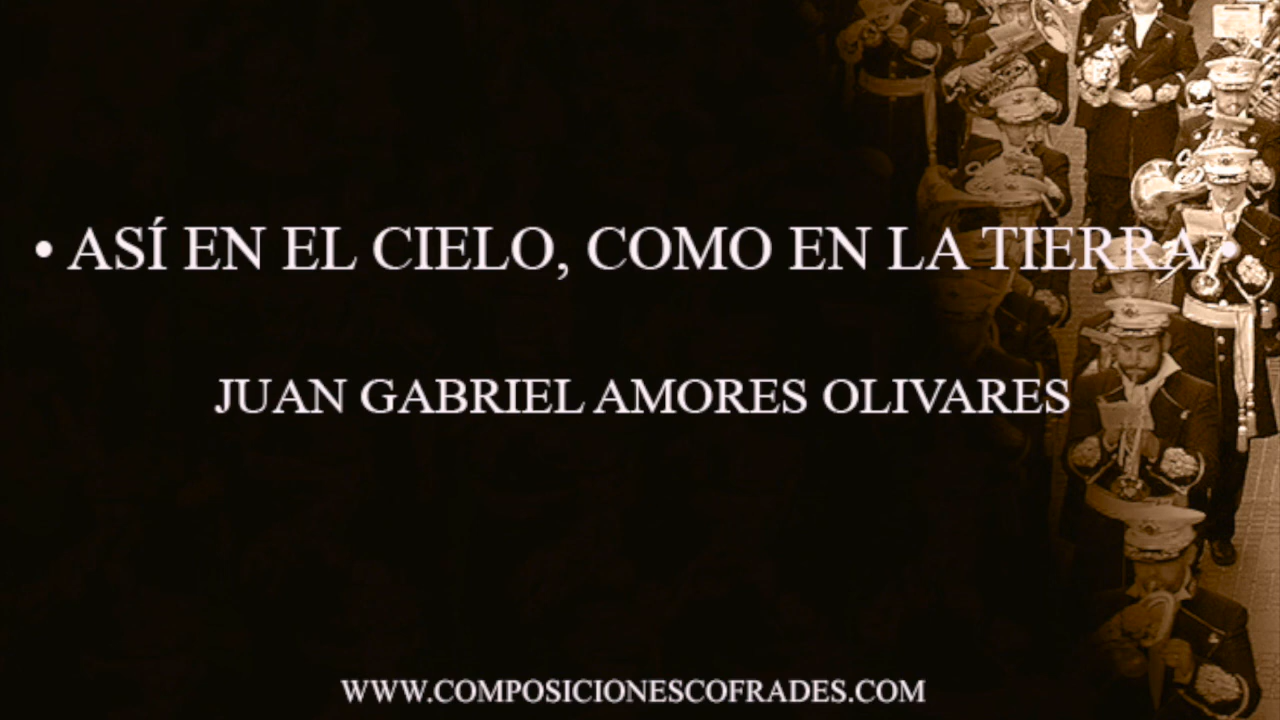 • ASÍ EN EL CIELO, COMO EN LA TIERRA •
JUAN GABRIEL AMORES OLIVARES
WWW.COMPOSICIONESCOFRADES.COM